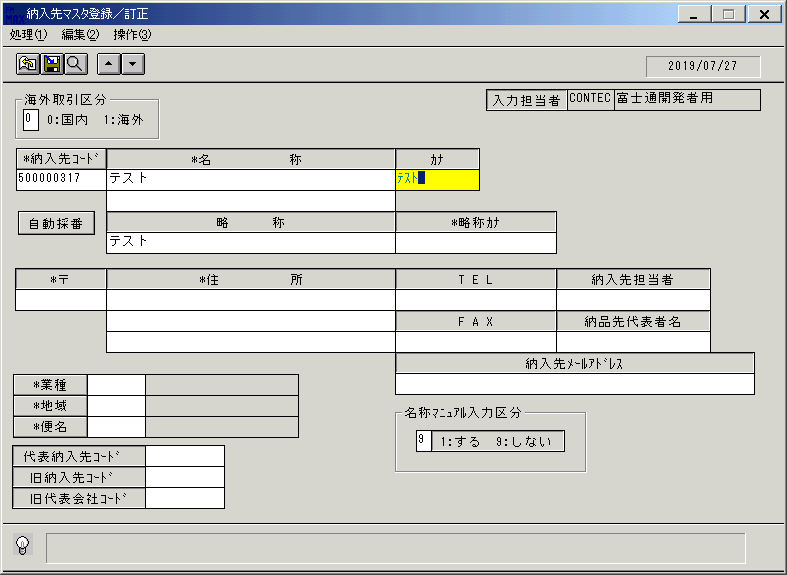 納入先マスタ登録／訂正
処理(1) 編集(2) 操作(3)
2019/07/27
海外取引区分
0 0:国内 1:海外
入力担当者 CONTEC 富士通開発者用
*納入先ｺｰﾄﾞ *名 称 ｶﾅ
500000317 テスト ﾃｽﾄ
自動採番 略 称 *略称ｶﾅ
テスト
*〒 *住 所 ＴＥＬ 納入先担当者
ＦＡＸ 納品先代表者名
納入先ﾒｰﾙｱﾄﾞﾚｽ
*業種
*地域
*便名
名称ﾏﾆｭｱﾙ入力区分
9 1:する 9:しない
代表納入先ｺｰﾄﾞ
旧納入先ｺｰﾄﾞ
旧代表会社ｺｰﾄﾞ